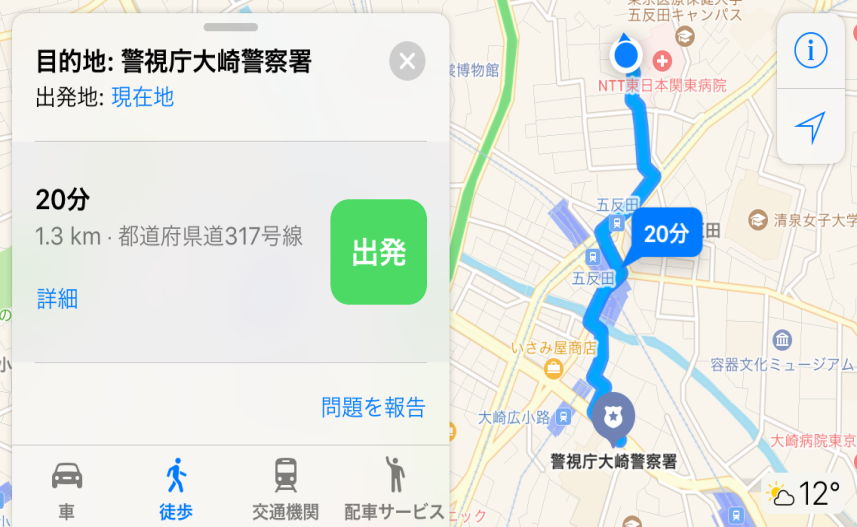 目的地: 警視庁大崎警察署
出発地: 現在地
20分
1.3 km · 都道府県道317号線
出発
詳細
問題を報告
車
徒歩
交通機関
配車サービス
五反田キャンパス
NTT東日本関東病院
五反田
20分
田
清泉女子大学
五反田
いさみ屋商店
容器文化ミュージアム
大崎広小路
大崎病院東京
警視庁大崎警察署
12°